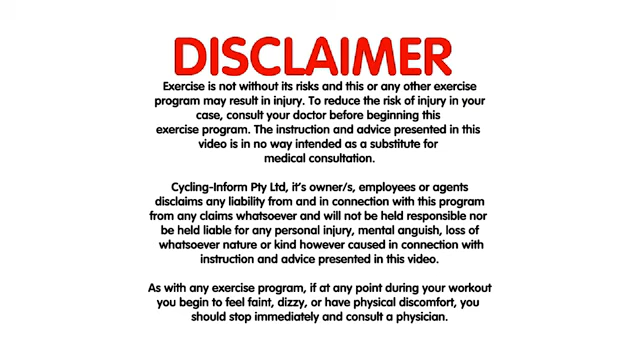 DISCLAIMER
Exercise is not without its risks and this or any other exercise
program may result in injury. To reduce the risk of injury in your
case, consult your doctor before beginning this
exercise program. The instruction and advice presented in this
video is in no way intended as a substitute for
medical consultation.
Cycling-Inform Pty Ltd, it's owner/s, employees or agents
disclaims any liability from and in connection with this program
from any claims whatsoever and will not be held responsible nor
be held liable for any personal injury, mental anguish, loss of
whatsoever nature or kind however caused in connection with
instruction and advice presented in this video.
As with any exercise program, if at any point during your workout
you begin to feel faint, dizzy, or have physical discomfort, you
should stop immediately and consult a physician.